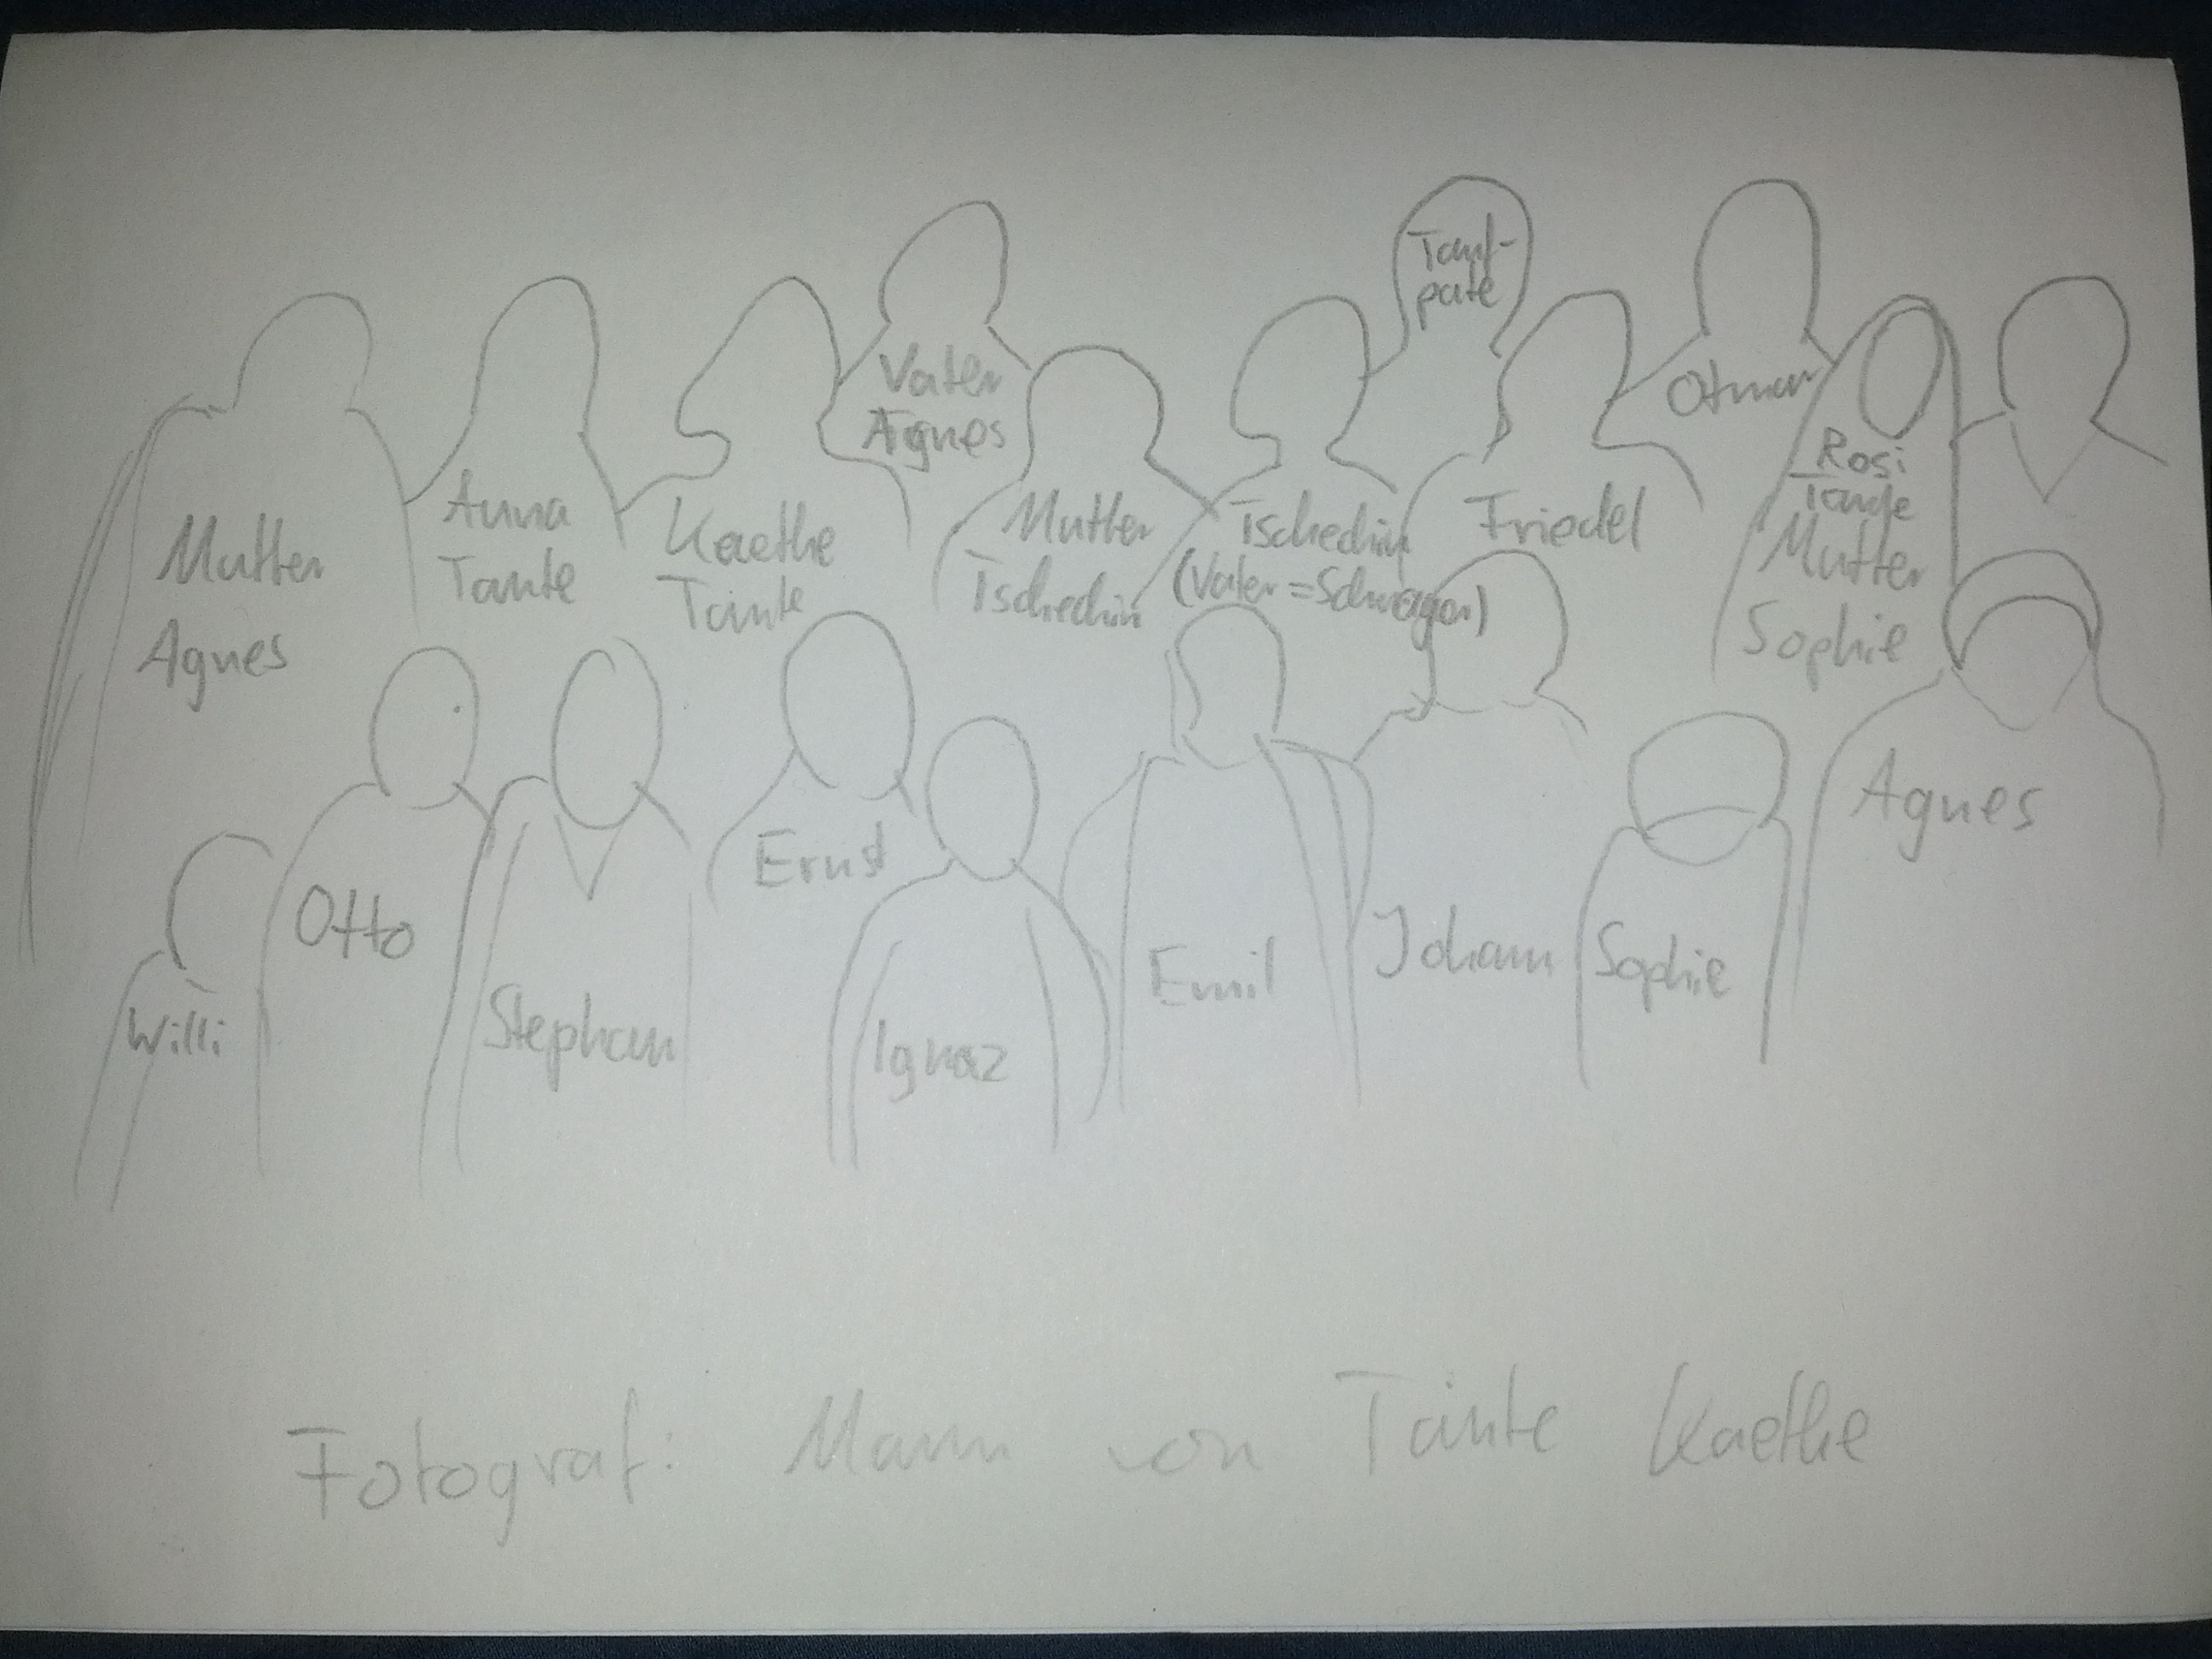 Tauf-
pate
Vater
Agnes
Otmar
Rosi
Tante
Mutter
Sophie
Mutter
Agnes
Anna
Tante
Kaethe
Tante
Mutter
Tschechin
Tschechin
(Vater = Schwager)
Friedel
Agnes
Willi
Otto
Stephan
Ernst
Ignaz
Emil
Johann
Sophie
Fotograf: Mann von Tante Kaethe